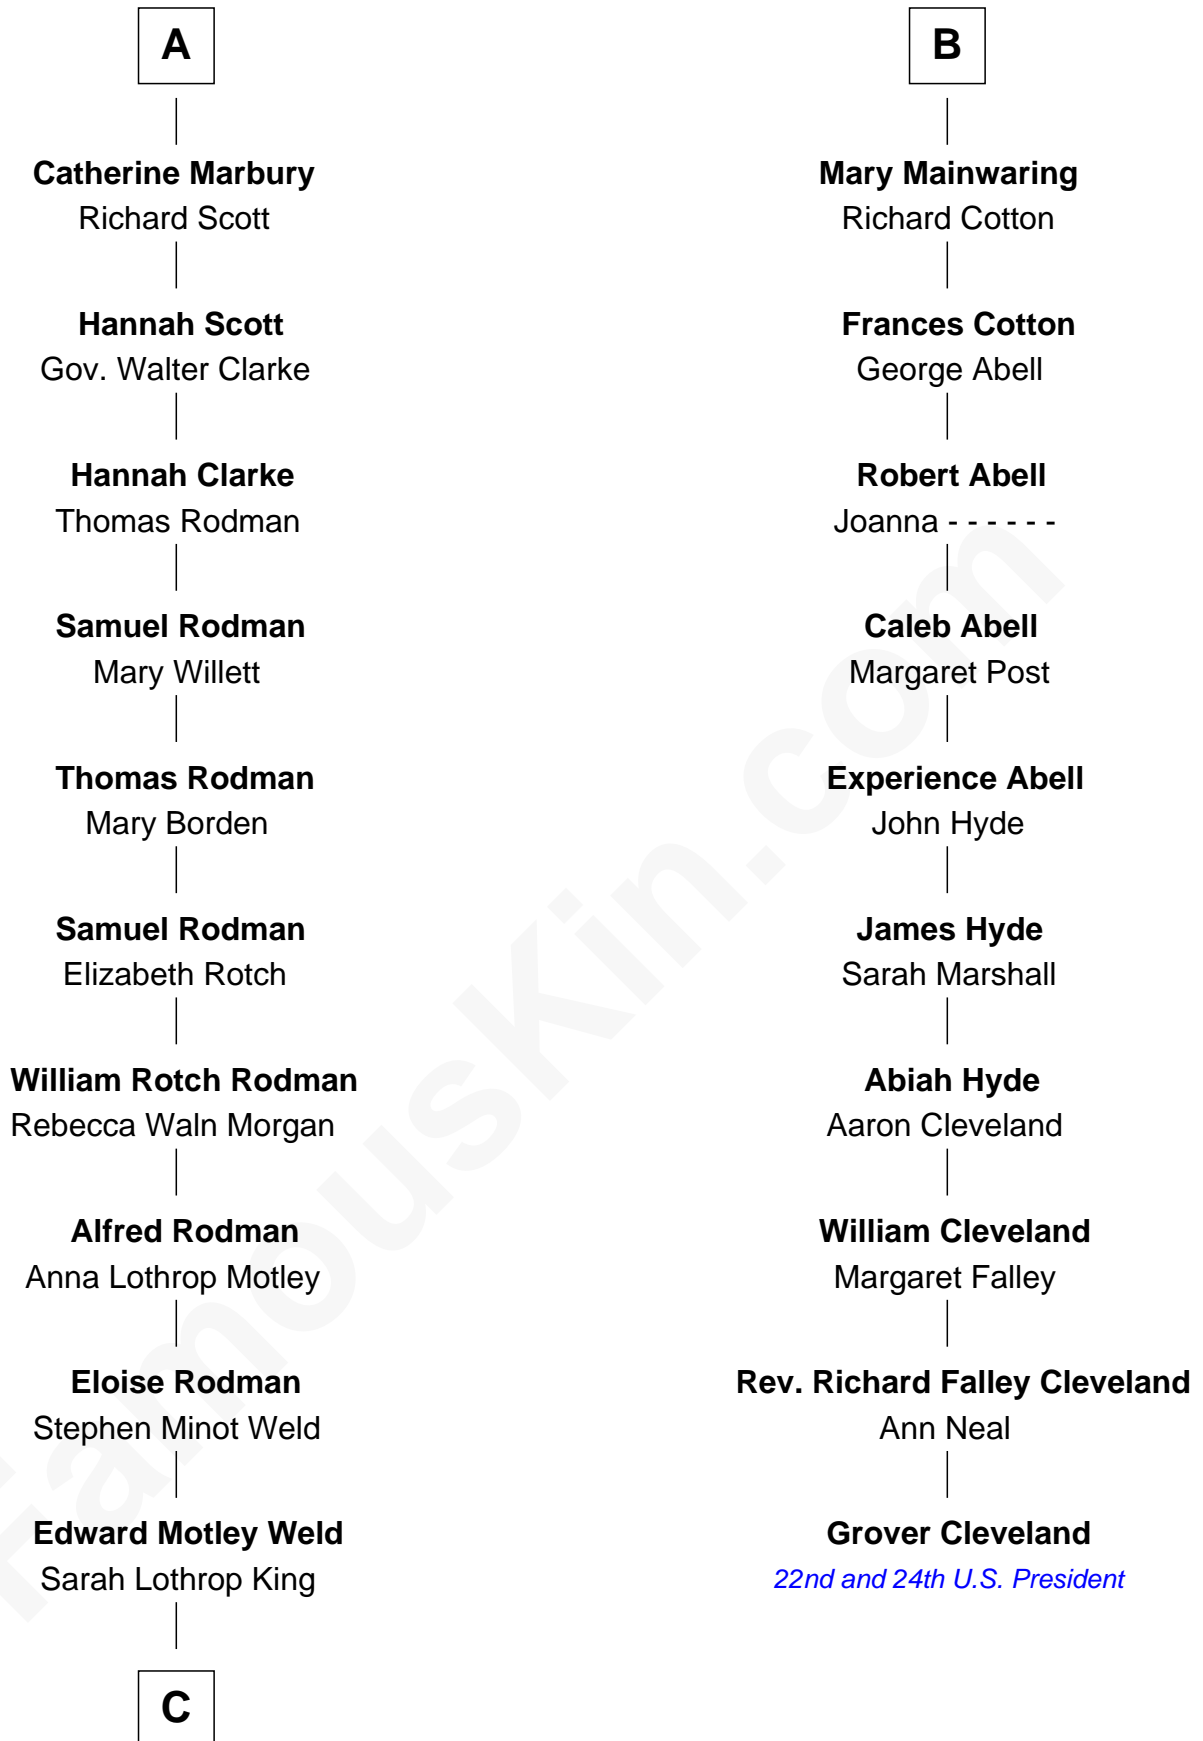 A
Catherine Marbury
Richard Scott
Hannah Scott
Gov. Walter Clarke
Hannah Clarke
Thomas Rodman
Samuel Rodman
Mary Willett
Thomas Rodman
Mary Borden
Samuel Rodman
Elizabeth Rotch
William Rotch Rodman
Rebecca Waln Morgan
Alfred Rodman
Anna Lothrop Motley
Eloise Rodman
Stephen Minot Weld
Edward Motley Weld
Sarah Lothrop King
C
B
Mary Mainwaring
Richard Cotton
Frances Cotton
George Abell
Robert Abell
Joanna - - - - - -
Caleb Abell
Margaret Post
Experience Abell
John Hyde
James Hyde
Sarah Marshall
Abiah Hyde
Aaron Cleveland
William Cleveland
Margaret Falley
Rev. Richard Falley Cleveland
Ann Neal
Grover Cleveland
22nd and 24th U.S. President
FamousKin.com